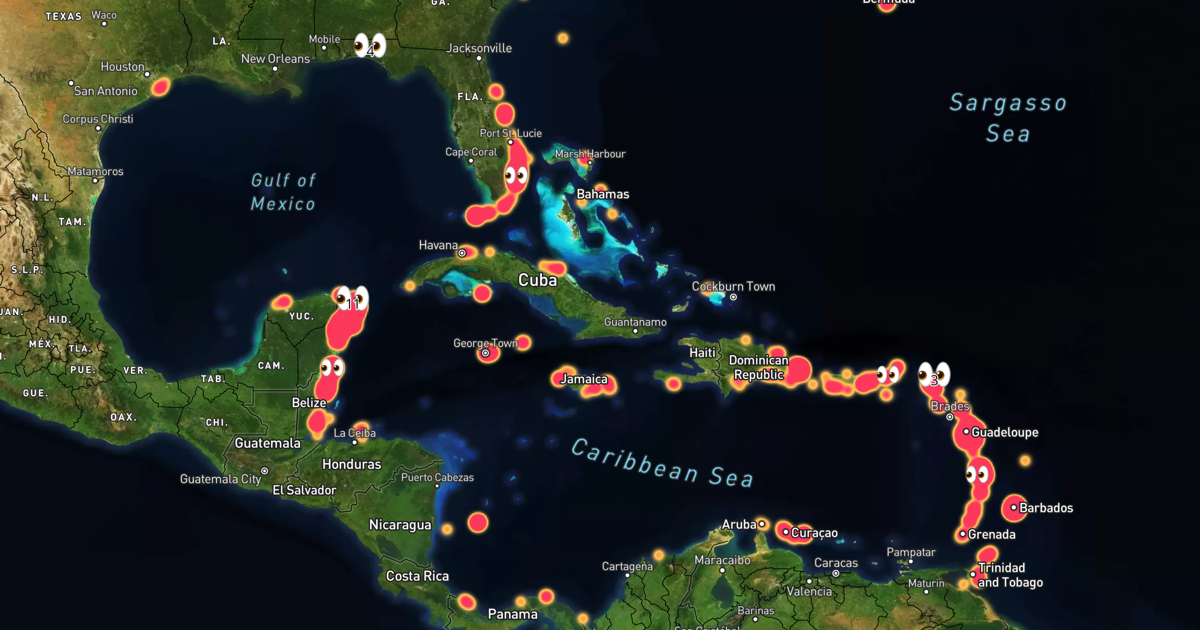 GA.
Bermuda
TEXAS
Waco
LA.
Mobile
4
Jacksonville
New Orleans
Houston
San Antonio
FLA.
Sargasso
Sea
Corpus Christi
Port St. Lucie
Cape Coral
Marsh Harbour
Matamoros
Gulf of
Mexico
N.L.
Bahamas
TAM.
Havana
S.L.P.
Cuba
Cockburn Town
11
YUC.
HID.
Guantanamo
MÉX.
TLA.
George Town
Haiti
Dominican
Republic
PUE.
VER.
CAM.
TAB.
Jamaica
3
GUE.
Belize
Brades
OAX.
CHI.
La Ceiba
Guadeloupe
Guatemala
Caribbean Sea
Honduras
Guatemala City
Puerto Cabezas
El Salvador
Barbados
Nicaragua
Aruba
Curaçao
Grenada
Pampatar
Cartagena
Maracaibo
Caracas
Trinidad
and Tobago
Costa Rica
Valencia
Maturín
Panama
Barinas